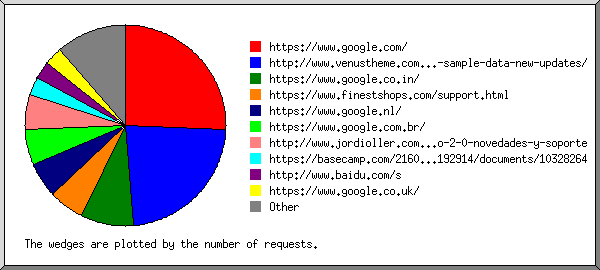 https://www.google.com/
http://www.venustheme.com...-sample-data-new-updates/
https://www.google.co.in/
https://www.finestshops.com/support.html
https://www.google.nl/
https://www.google.com.br/
http://www.jordioller.com...o-2-0-novedades-y-soporte
https://basecamp.com/2160...192914/documents/10328264
http://www.baidu.com/s
https://www.google.co.uk/
Other
The wedges are plotted by the number of requests.